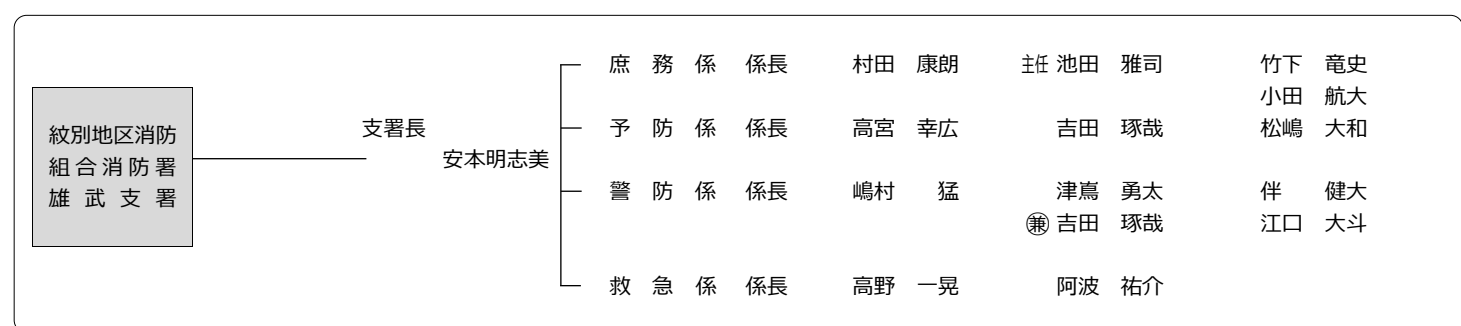 紋別地区消防
組合消防署
雄武支署
支署長
安本明志美
庶務係 係長 村田 康朗 主任 池田 雅司 竹下 竜史
小田 航大
予防係 係長 高宮 幸広 吉田 琢哉 松嶋 大和
警防係 係長 嶋村 猛 津嶌 勇太 伴 健大
㊒兼 吉田 琢哉 江口 大斗
救急係 係長 高野 一晃 阿波 祐介